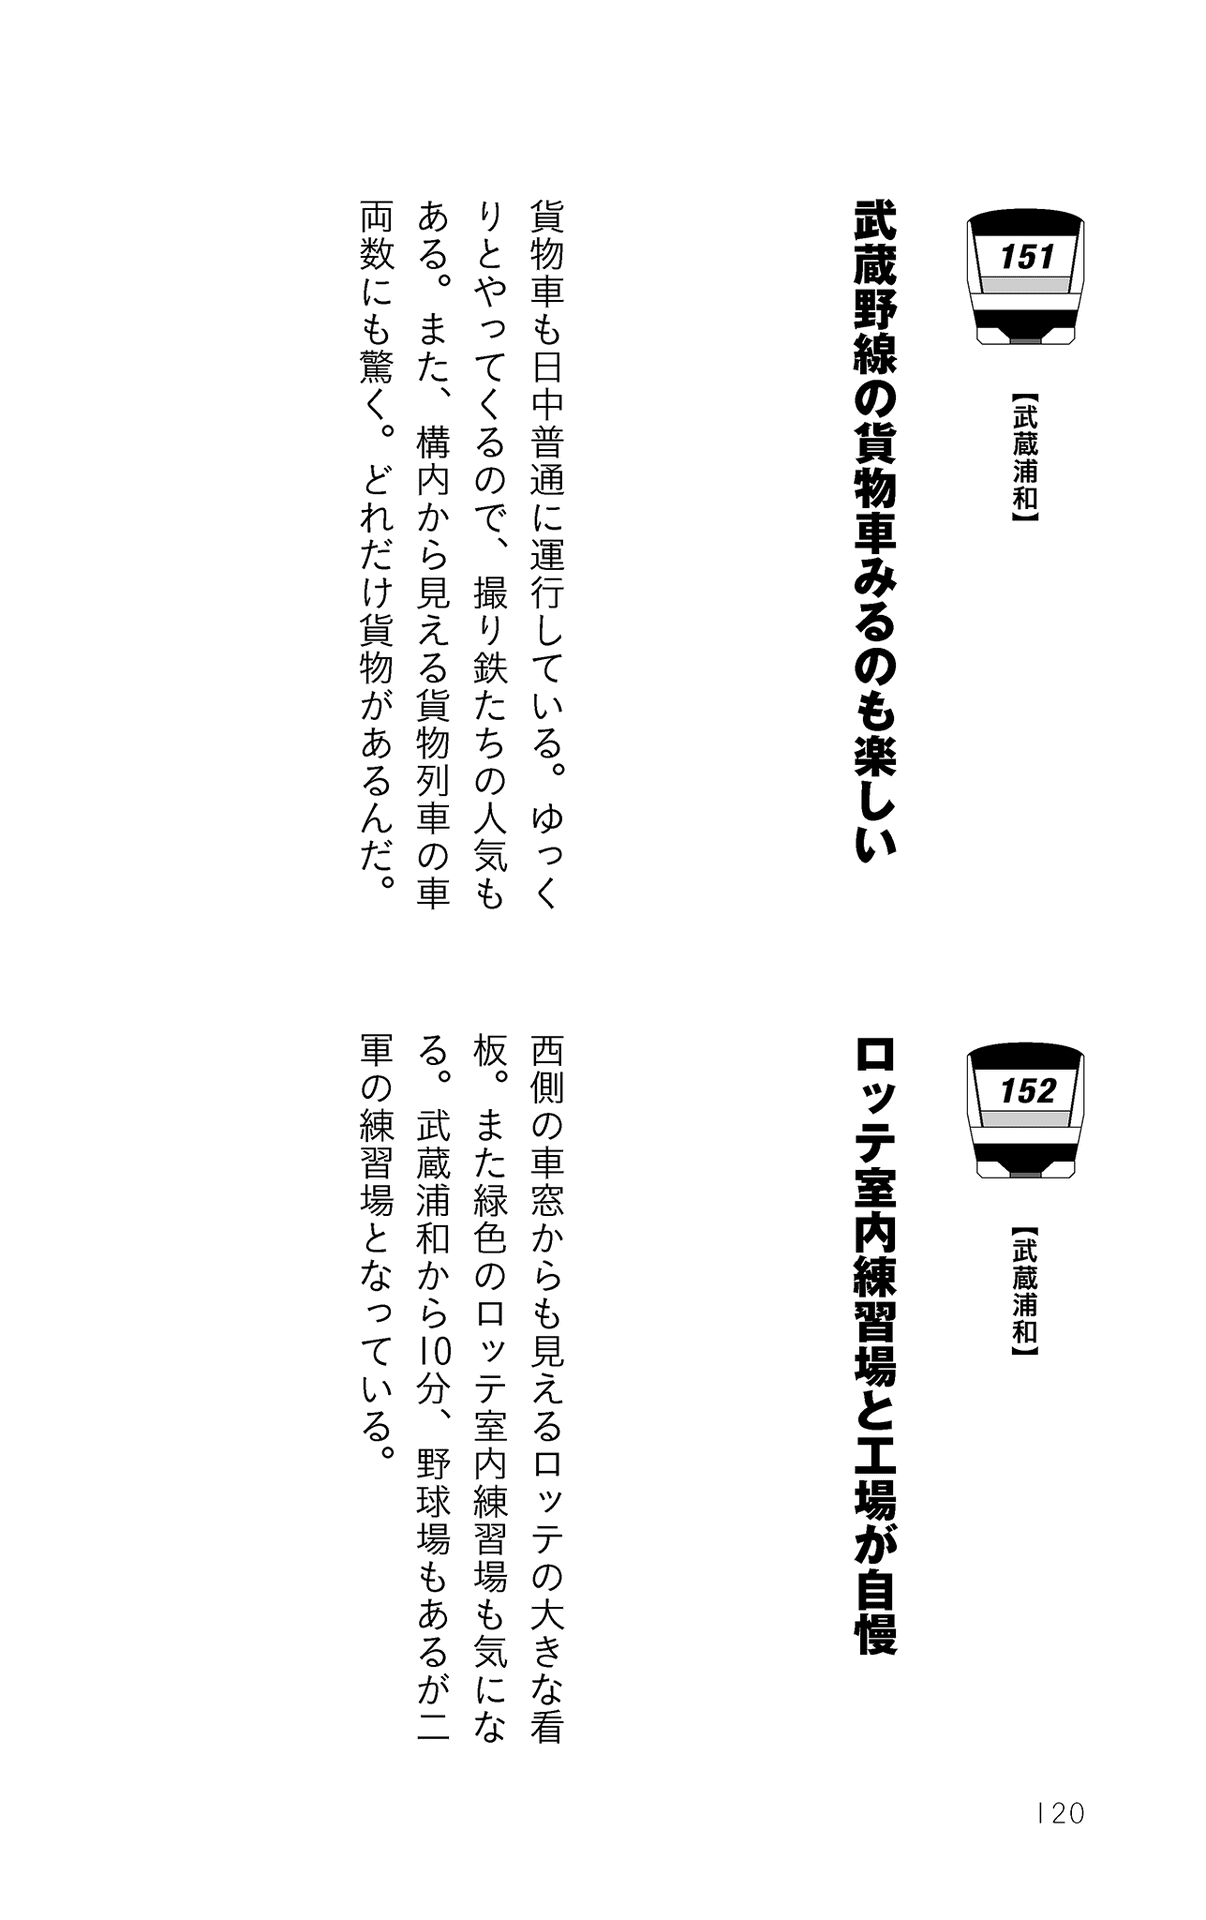 151
【武蔵浦和】
武蔵野線の貨物車みるのも楽しい
貨物車も日中普通に運行している。ゆっく
りとやってくるので、撮り鉄たちの人気も
ある。また、構内から見える貨物列車の車
両数にも驚く。どれだけ貨物があるんだ。
152
【武蔵浦和】
ロッテ室内練習場と工場が自慢
西側の車窓からも見えるロッテの大きな看
板。また緑色のロッテ室内練習場も気にな
る。武蔵浦和から10分、野球場もあるが二
軍の練習場となっている。
120